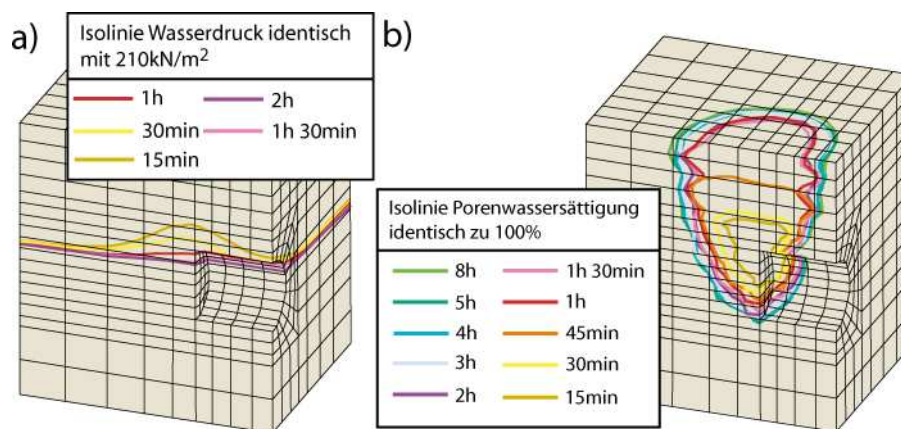 a)
Isolinie Wasserdruck identisch
mit 210kN/m²
1h
2h
30min
1h 30min
15min
b)
Isolinie Porenwassersättigung
identisch zu 100%
8h
1h 30min
5h
1h
4h
45min
3h
30min
2h
15min